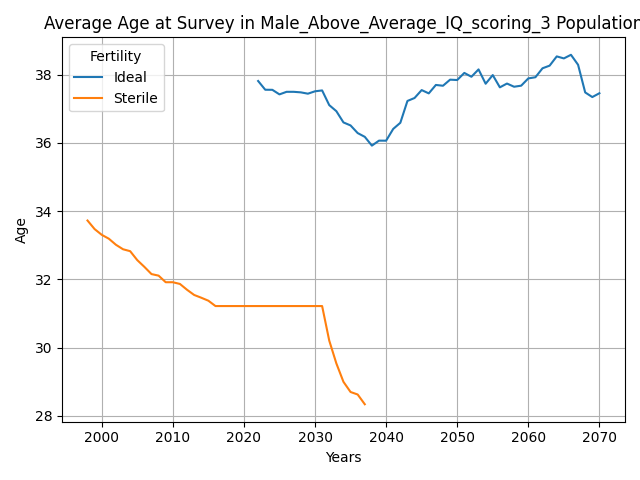 Average Age at Survey in Male_Above_Average_IQ_scoring_3 Population
Fertility
Ideal
Sterile
38
36
34
32
30
28
Age
2000 2010 2020 2030 2040 2050 2060 2070
Years